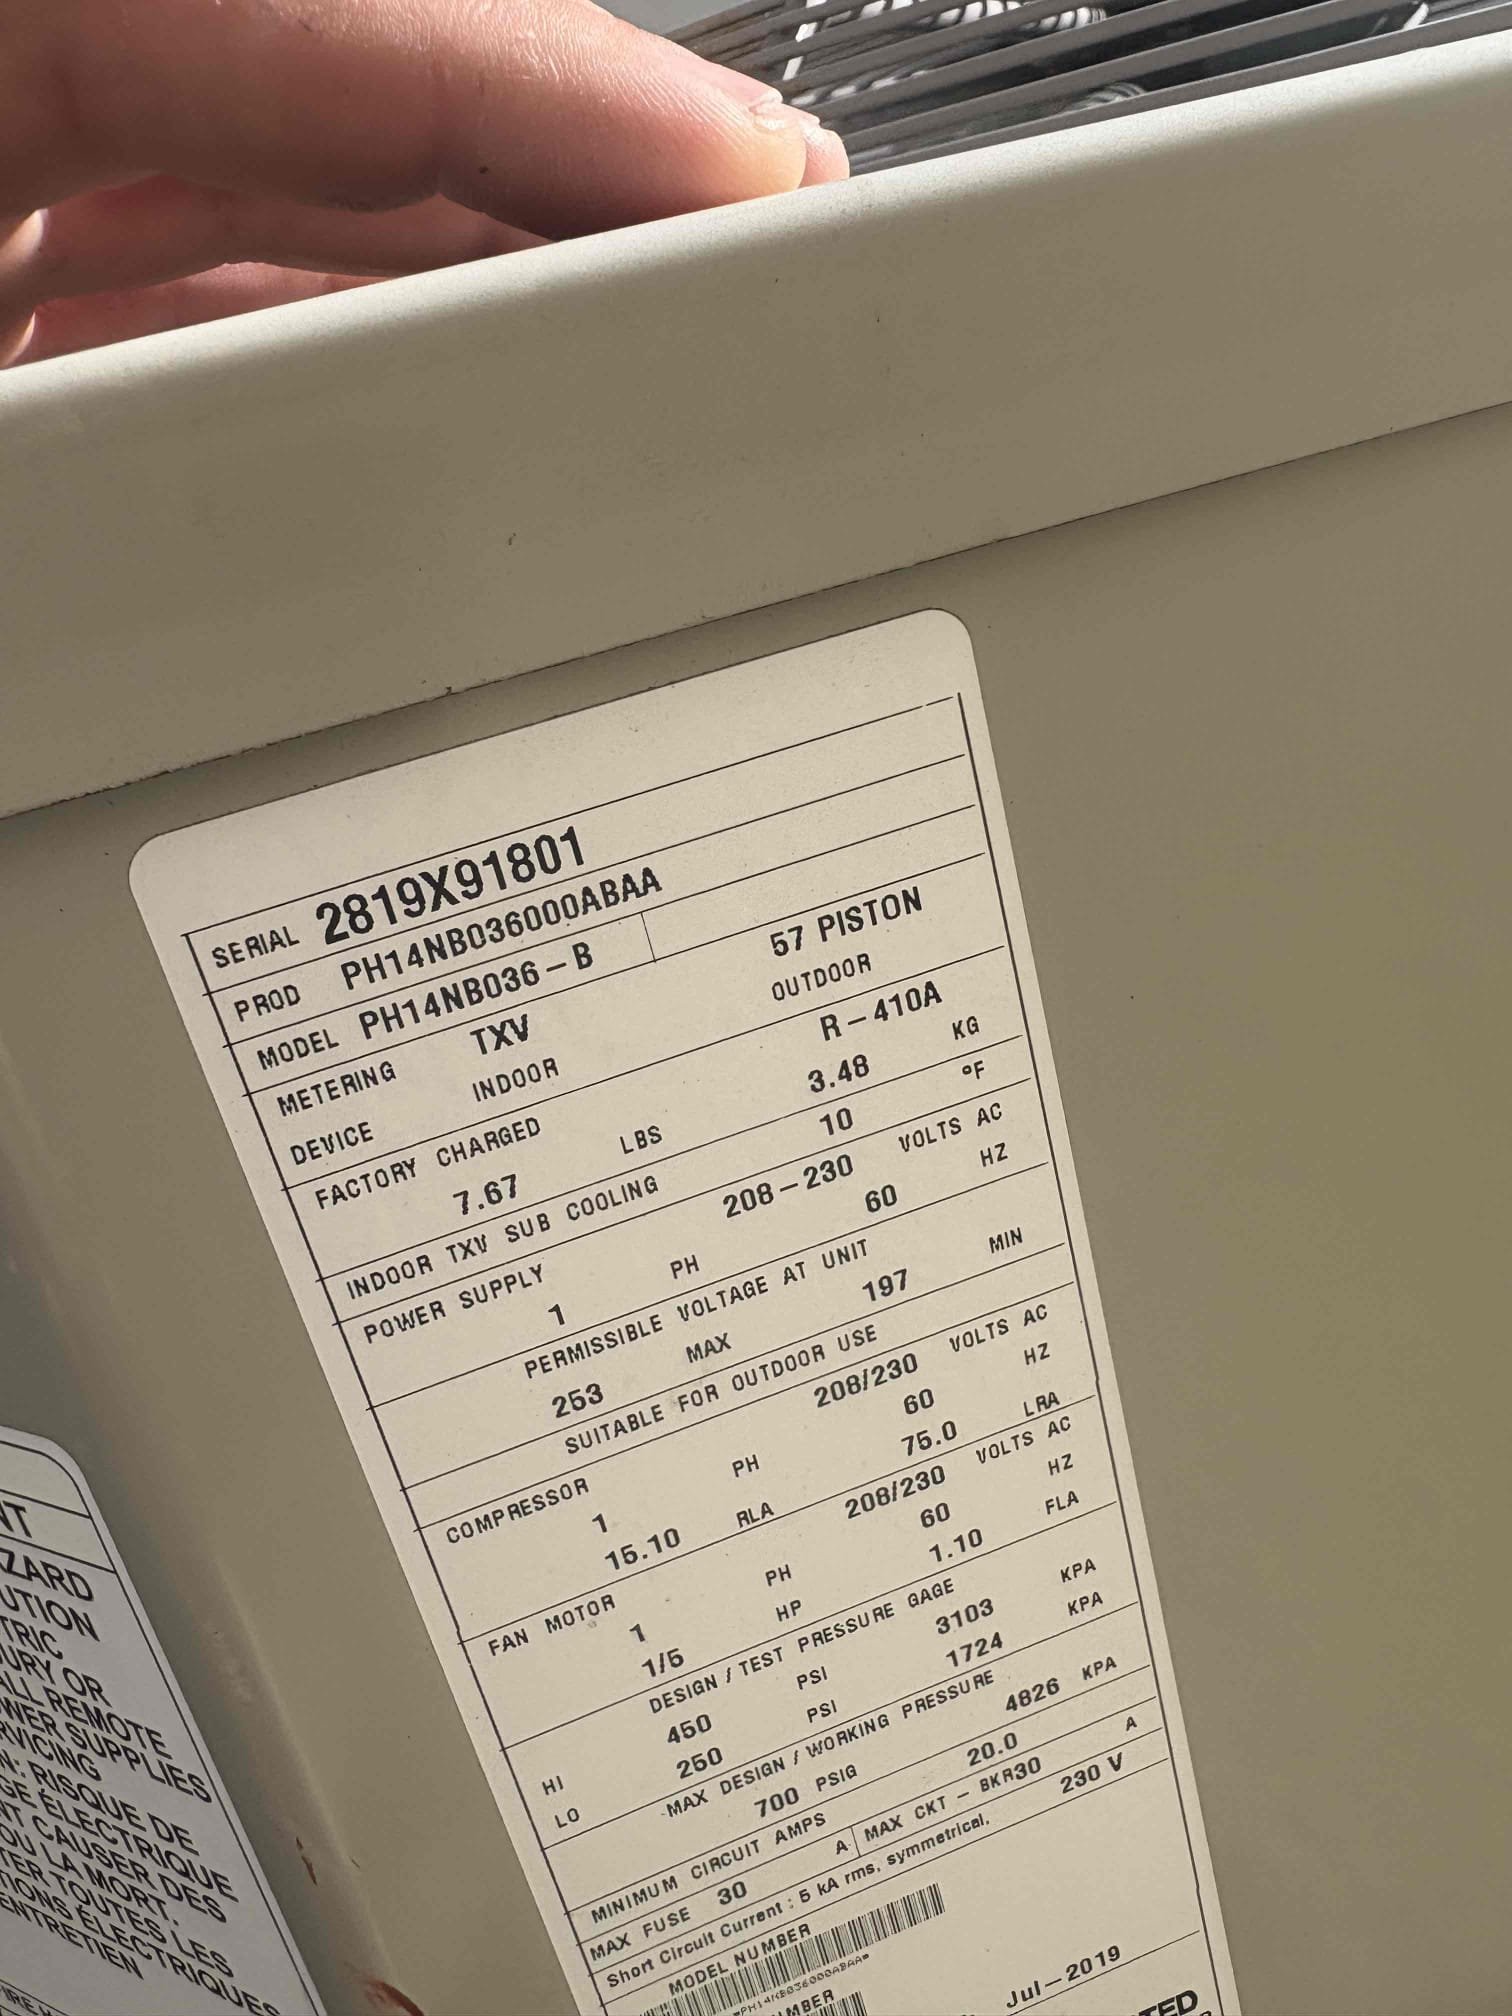 SERIAL 2819X91801
PROD PH14NB036000ABAA
MODEL PH14NB036-B
METERING TXV 57 PISTON
DEVICE INDOOR OUTDOOR
FACTORY CHARGED R-410A
7.67 LBS 3.48 KG
INDOOR TXV SUB COOLING 10 °F
POWER SUPPLY 208-230 VOLTS AC
1 PH 60 HZ
PERMISSIBLE VOLTAGE AT UNIT
253 MAX 197 MIN
SUITABLE FOR OUTDOOR USE
COMPRESSOR 208/230 VOLTS AC
1 PH 60 HZ
15.10 RLA 75.0 LRA
FAN MOTOR 208/230 VOLTS AC
1 PH 60 HZ
1/5 HP 1.10 FLA
DESIGN / TEST PRESSURE GAGE
HI 450 PSI 3103 KPA
LO 250 PSI 1724 KPA
MAX DESIGN / WORKING PRESSURE
700 PSIG 4826 KPA
MINIMUM CIRCUIT AMPS 20.0
MAX FUSE 30 A MAX CKT - BKR30 A
Short Circuit Current : 5 kA rms, symmetrical, 230 V
MODEL NUMBER
PH14NB036000ABAA
Jul-2019
NT
ZARD
UTION
TRIC
JURY OR
ALL REMOTE
WER SUPPLIES
RVICING
N: RISQUE DE
GE ÉLECTRIQUE
NT CAUSER DES
OU LA MORT.
TER TOUTES LES
TIONS ÉLECTRIQUES
ENTRETIEN